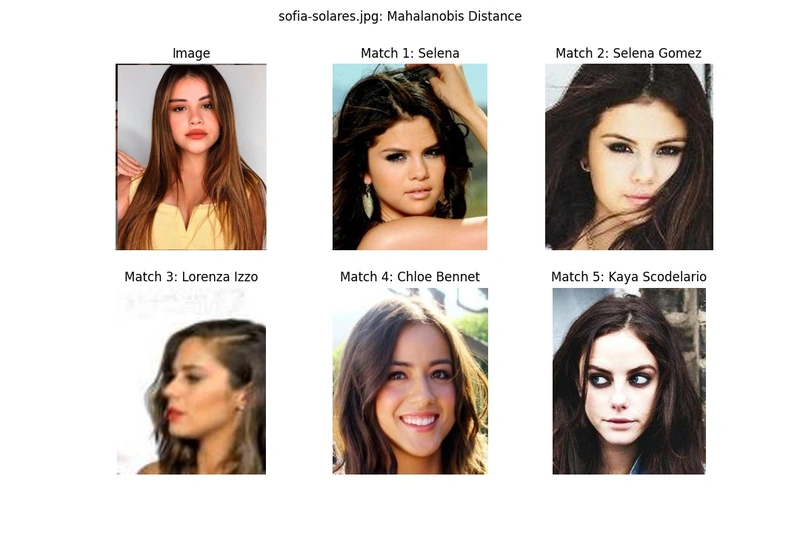 sofia-solares.jpg: Mahalanobis Distance
Image
Match 1: Selena
Match 2: Selena Gomez
Match 3: Lorenza Izzo
Match 4: Chloe Bennet
Match 5: Kaya Scodelario